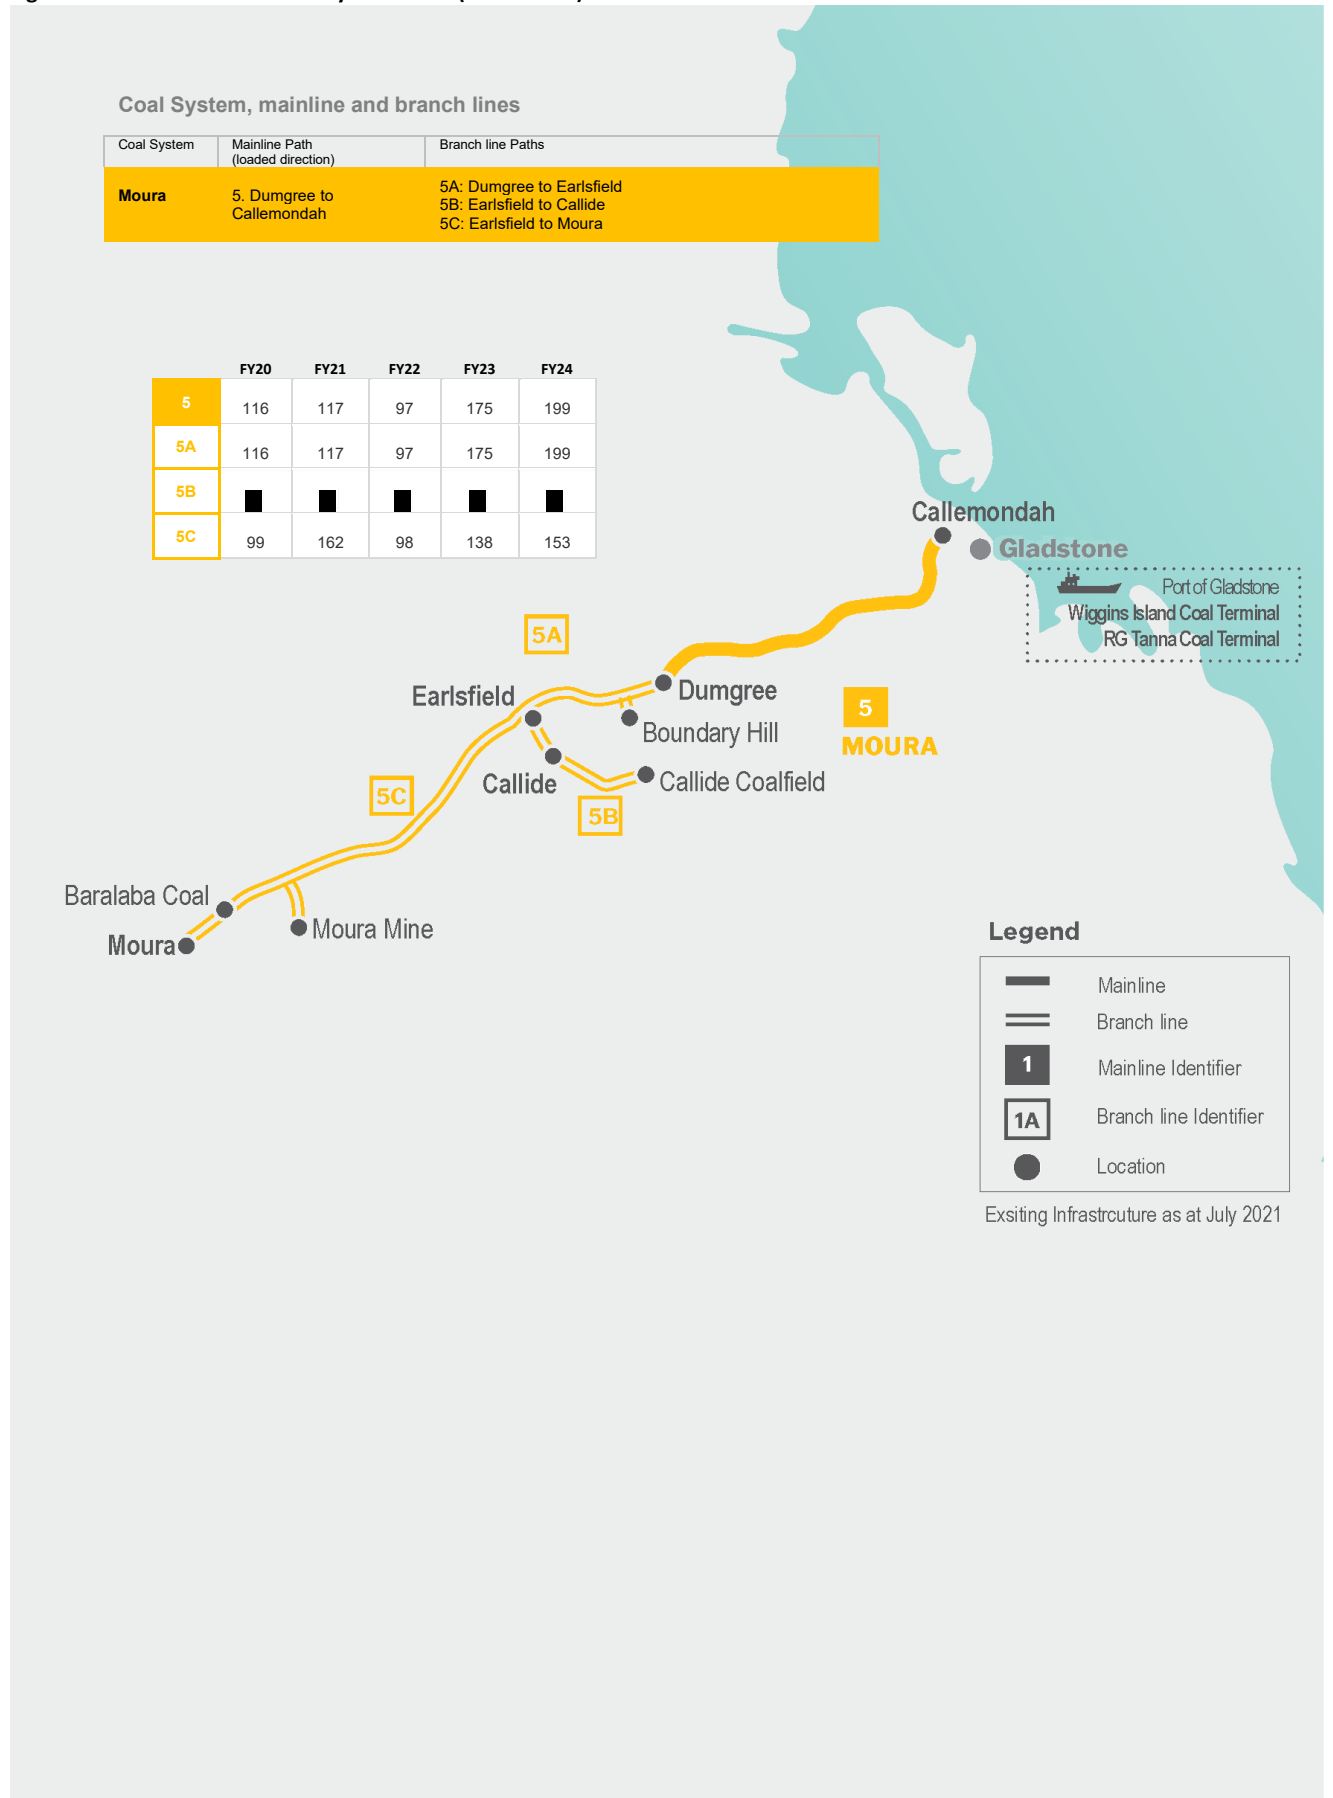 Coal System, mainline and branch lines
Coal System Mainline Path (loaded direction) Branch line Paths
Moura 5. Dumgree to Callemondah
5A: Dumgree to Earlsfield
5B: Earlsfield to Callide
5C: Earlsfield to Moura
FY20 FY21 FY22 FY23 FY24
5 116 117 97 175 199
5A 116 117 97 175 199
5B
5C 99 162 98 138 153
Callemondah
Gladstone
Port of Gladstone
Wiggins Island Coal Terminal
RG Tanna Coal Terminal
5A
Earlsfield
Dumgree
5
MOURA
Boundary Hill
Callide
Callide Coalfield
5C
5B
Baralaba Coal
Moura Mine
Moura
Legend
Mainline
Branch line
1 Mainline Identifier
1A Branch line Identifier
Location
Exsiting Infrastrcuture as at July 2021